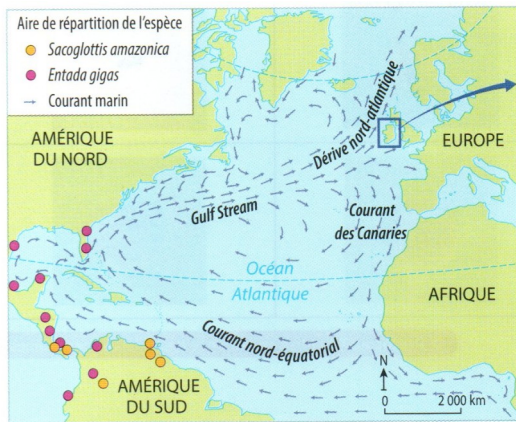 Aire de répartition de l'espèce
Sacoglottis amazonica
Entada gigas
Courant marin
AMÉRIQUE
DU NORD
EUROPE
Dérive nord-atlantique
Gulf Stream
Courant
des Canaries
Océan
Atlantique
AFRIQUE
Courant nord-équatorial
AMÉRIQUE
DU SUD
N
0 2 000 km